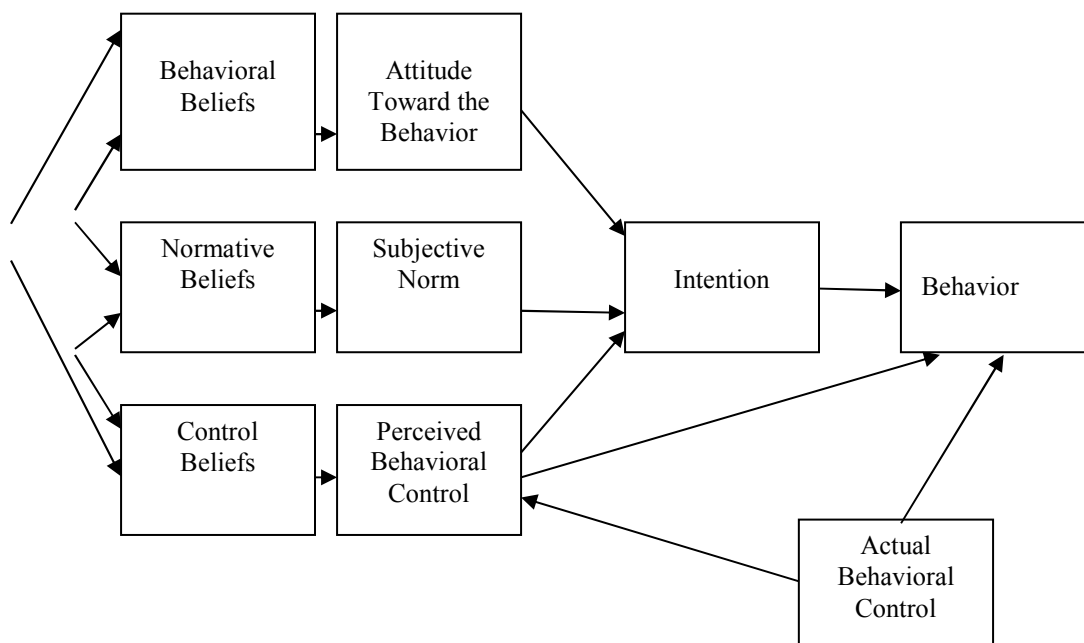 Behavioral
Beliefs
Attitude
Toward the
Behavior
Normative
Beliefs
Subjective
Norm
Intention
Behavior
Control
Beliefs
Perceived
Behavioral
Control
Actual
Behavioral
Control